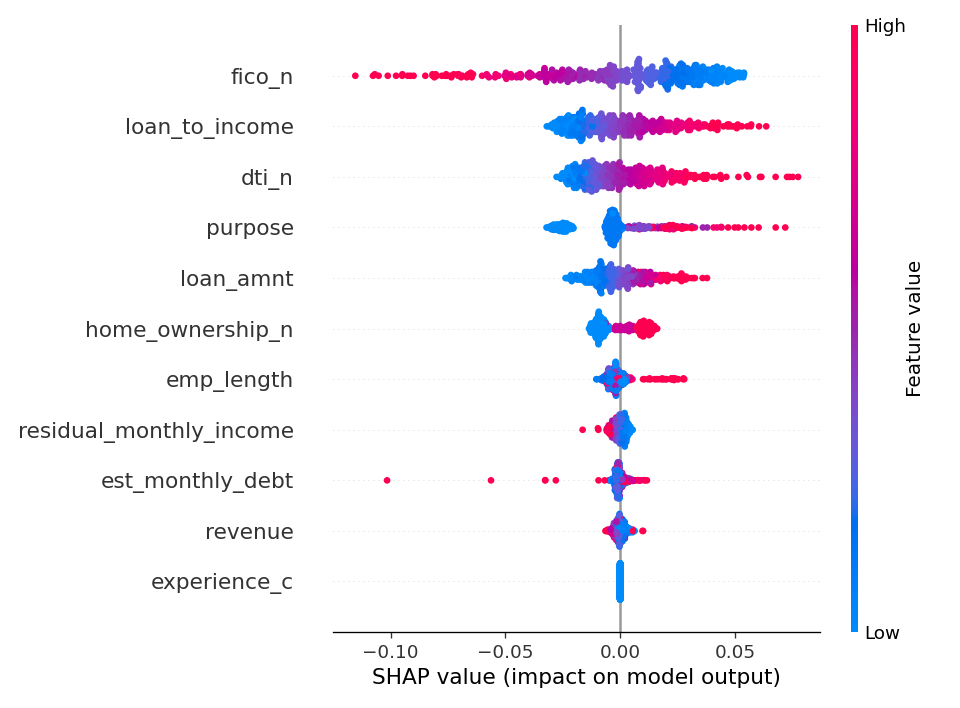 High
fico_n
loan_to_income
dti_n
purpose
loan_amnt
home_ownership_n
emp_length
residual_monthly_income
est_monthly_debt
revenue
experience_c
Feature value
Low
−0.10 −0.05 0.00 0.05
SHAP value (impact on model output)